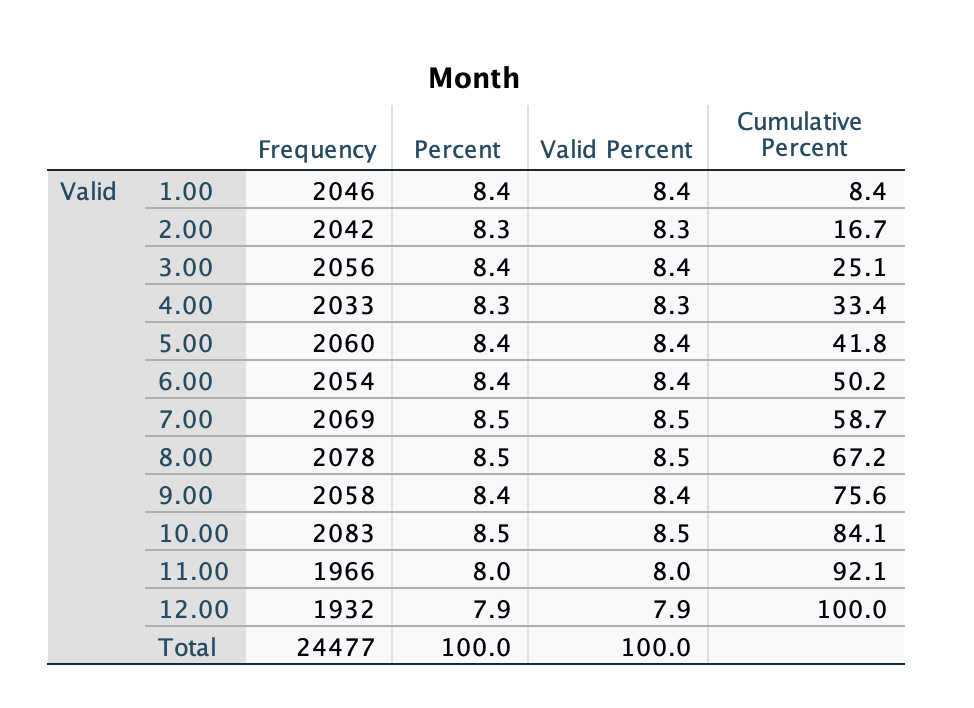 Month
Frequency Percent Valid Percent Cumulative Percent
Valid 1.00 2046 8.4 8.4 8.4
2.00 2042 8.3 8.3 16.7
3.00 2056 8.4 8.4 25.1
4.00 2033 8.3 8.3 33.4
5.00 2060 8.4 8.4 41.8
6.00 2054 8.4 8.4 50.2
7.00 2069 8.5 8.5 58.7
8.00 2078 8.5 8.5 67.2
9.00 2058 8.4 8.4 75.6
10.00 2083 8.5 8.5 84.1
11.00 1966 8.0 8.0 92.1
12.00 1932 7.9 7.9 100.0
Total 24477 100.0 100.0